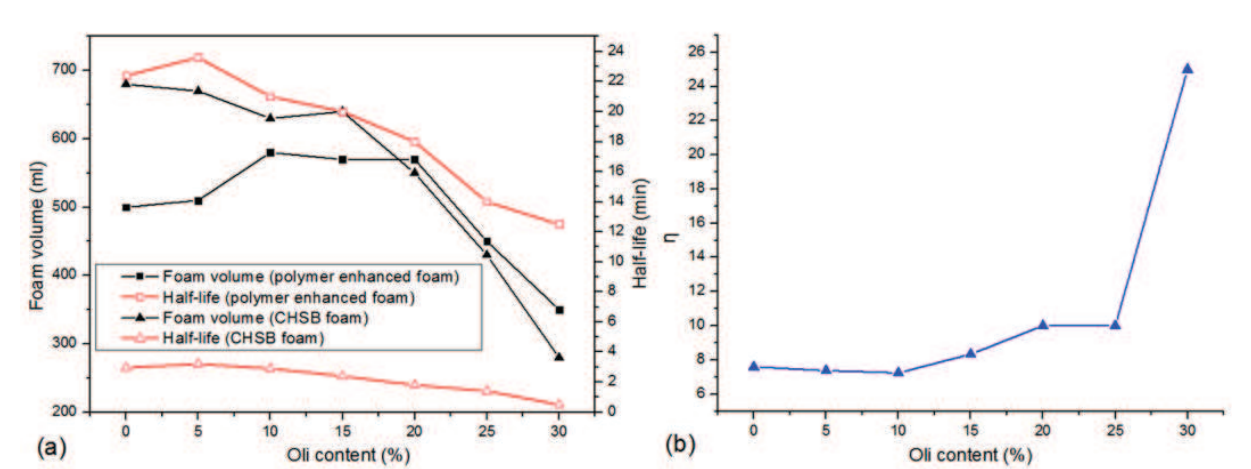 700
600
500
400
300
200
Foam volume (ml)
24
22
20
18
16
14
12
10
8
6
4
2
0
Half-life (min)
Foam volume (polymer enhanced foam)
Half-life (polymer enhanced foam)
Foam volume (CHSB foam)
Half-life (CHSB foam)
0 5 10 15 20 25 30
Oli content (%)
(a)
26
24
22
20
18
16
25
12
10
8
6
η
0 5 10 15 20 25 30
Oli content (%)
(b)